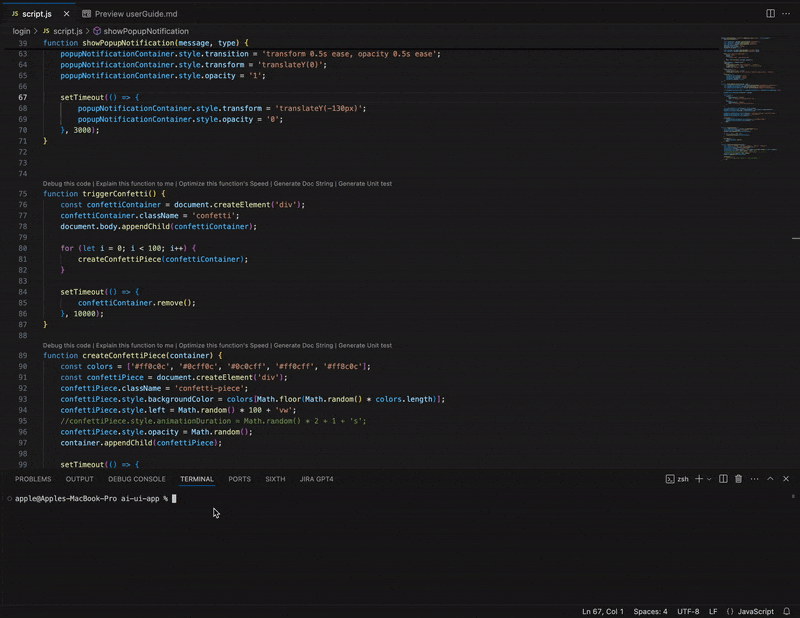 JS script.js × Preview userGuide.md ···
login > JS script.js > showPopupNotification
39 function showPopupNotification(message, type) {
63 popupNotificationContainer.style.transition = 'transform 0.5s ease, opacity 0.5s ease';
64 popupNotificationContainer.style.transform = 'translateY(0)';
65 popupNotificationContainer.style.opacity = '1';
66
67 setTimeout(() => {
68 popupNotificationContainer.style.transform = 'translateY(-130px)';
69 popupNotificationContainer.style.opacity = '0';
70 }, 3000);
71 }
72
73
74
Debug this code | Explain this function to me | Optimize this function's Speed | Generate Doc String | Generate Unit test
75 function triggerConfetti() {
76 const confettiContainer = document.createElement('div');
77 confettiContainer.className = 'confetti';
78 document.body.appendChild(confettiContainer);
79
80 for (let i = 0; i < 100; i++) {
81 createConfettiPiece(confettiContainer);
82 }
83
84 setTimeout(() => {
85 confettiContainer.remove();
86 }, 10000);
87 }
88
Debug this code | Explain this function to me | Optimize this function's Speed | Generate Doc String | Generate Unit test
89 function createConfettiPiece(container) {
90 const colors = ['#ff0c0c', '#0cff0c', '#0c0cff', '#ff0cff', '#ff8c0c'];
91 const confettiPiece = document.createElement('div');
92 confettiPiece.className = 'confetti-piece';
93 confettiPiece.style.backgroundColor = colors[Math.floor(Math.random() * colors.length)];
94 confettiPiece.style.left = Math.random() * 100 + 'vw';
95 //confettiPiece.style.animationDuration = Math.random() * 2 + 1 + 's';
96 confettiPiece.style.opacity = Math.random();
97 container.appendChild(confettiPiece);
98
99 setTimeout(() => {
PROBLEMS OUTPUT DEBUG CONSOLE TERMINAL PORTS SIXTH JIRA GPT4 zsh
apple@Apples-MacBook-Pro ai-ui-app %
Ln 67, Col 1 Spaces: 4 UTF-8 LF {} JavaScript